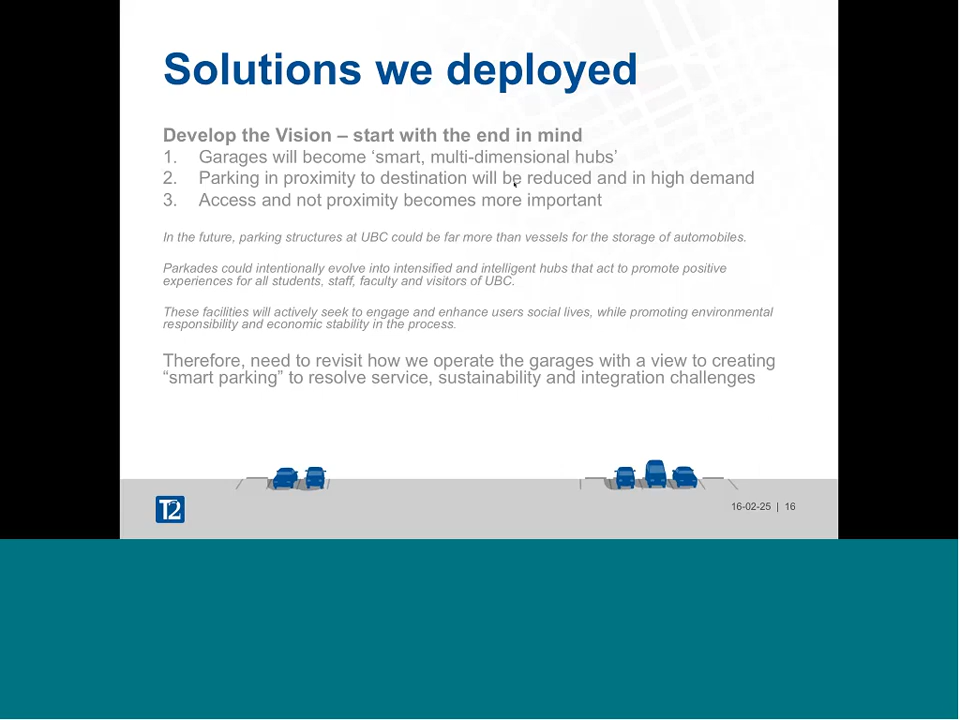 Solutions we deployed
Develop the Vision – start with the end in mind
1. Garages will become ‘smart, multi-dimensional hubs’
2. Parking in proximity to destination will be reduced and in high demand
3. Access and not proximity becomes more important
In the future, parking structures at UBC could be far more than vessels for the storage of automobiles.
Parkades could intentionally evolve into intensified and intelligent hubs that act to promote positive
experiences for all students, staff, faculty and visitors of UBC.
These facilities will actively seek to engage and enhance users social lives, while promoting environmental
responsibility and economic stability in the process.
Therefore, need to revisit how we operate the garages with a view to creating
“smart parking” to resolve service, sustainability and integration challenges
T2
16-02-25 | 16